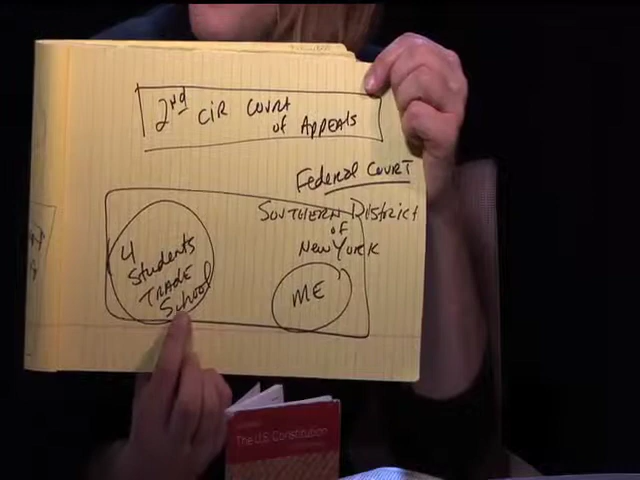 2nd CIR COURT
of APPEALS
Federal COURT
SOUTHERN DISTRICT
of
New YORK
4
Students
TRADE
School
ME
The U.S. Constitution